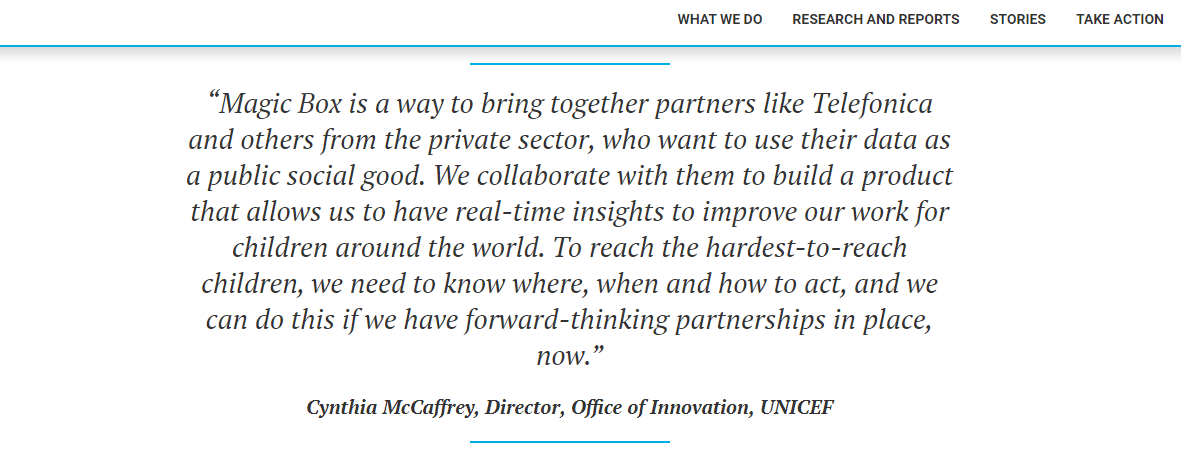 WHAT WE DO RESEARCH AND REPORTS STORIES TAKE ACTION
“Magic Box is a way to bring together partners like Telefonica
and others from the private sector, who want to use their data as
a public social good. We collaborate with them to build a product
that allows us to have real-time insights to improve our work for
children around the world. To reach the hardest-to-reach
children, we need to know where, when and how to act, and we
can do this if we have forward-thinking partnerships in place,
now.”
Cynthia McCaffrey, Director, Office of Innovation, UNICEF